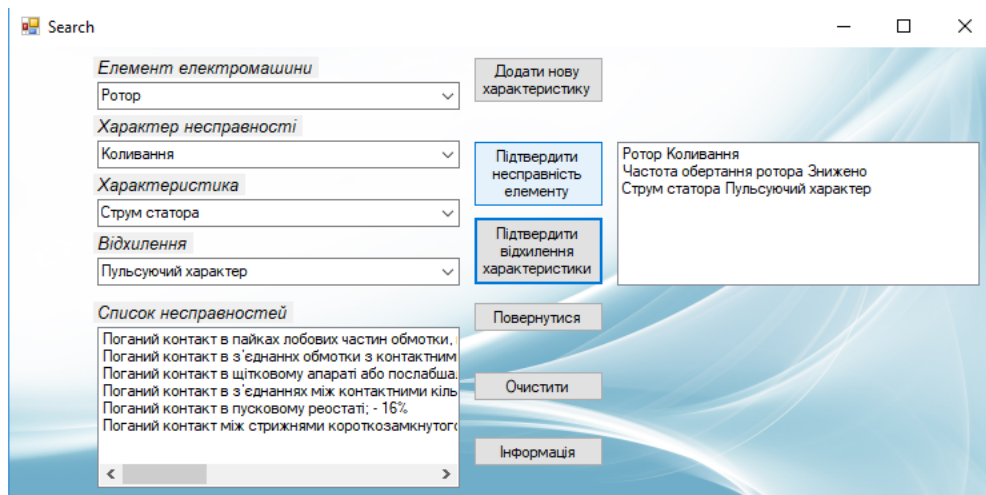 Search
Елемент електромашини
Ротор
Характер несправності
Коливання
Характеристика
Струм статора
Відхилення
Пульсуючий характер
Список несправностей
Поганий контакт в пайках лобових частин обмотки,
Поганий контакт в з'єднаннх обмотки з контактним
Поганий контакт в щітковому апараті або послабша
Поганий контакт в з'єднаннях між контактними кіль
Поганий контакт в пусковому реостаті; - 16%
Поганий контакт між стрижнями короткозамкнутого
Додати нову
характеристику
Підтвердити
несправність
елементу
Підтвердити
відхилення
характеристики
Повернутися
Очистити
Інформація
Ротор Коливання
Частота обертання ротора Знижено
Струм статора Пульсуючий характер